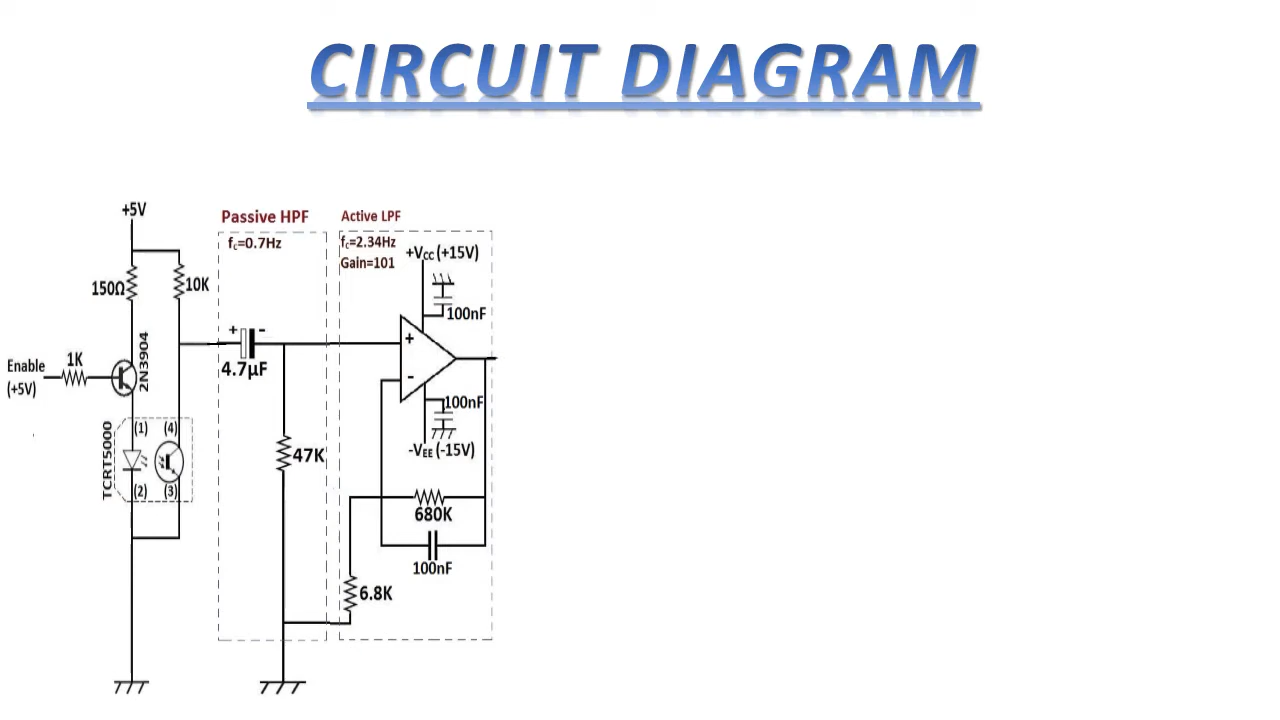 CIRCUIT DIAGRAM
+5V
150Ω
10K
Enable
(+5V)
1K
2N3904
TCRT5000
(1)
(4)
(2)
(3)
Passive HPF
fc=0.7Hz
+
-
4.7µF
47K
Active LPF
fc=2.34Hz
Gain=101
+VCC (+15V)
100nF
+
-
100nF
-VEE (-15V)
680K
100nF
6.8K